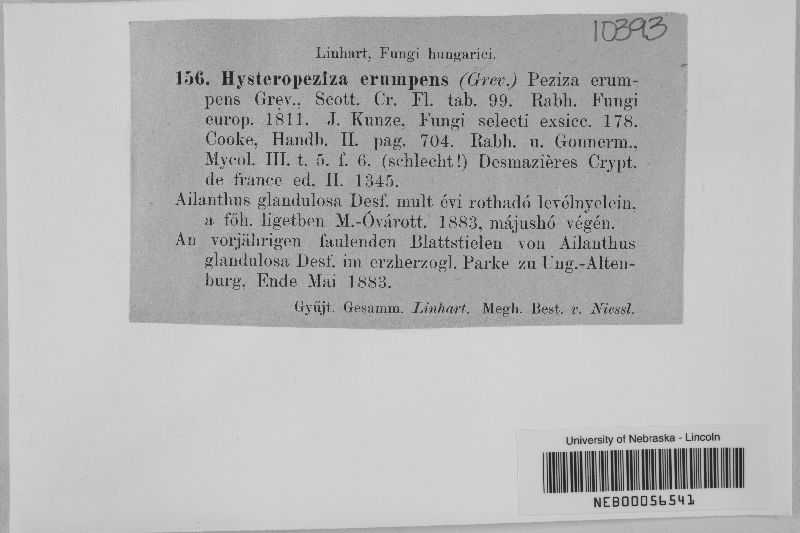 10393
Linhart, Fungi hungarici.
156. Hysteropeziza erumpens (Grev.) Peziza erum-
pens Grev., Scott. Cr. Fl. tab. 99. Rabh. Fungi
europ. 1811. J. Kunze, Fungi selecti exsicc. 178.
Cooke, Handb. II. pag. 704. Rabh. u. Gonnerm.,
Mycol. III. t. 5. f. 6. (schlecht!) Desmazières Crypt.
de france ed. II. 1345.
Ailanthus glandulosa Desf. mult évi rothadó levélnyelein,
a főh. ligetben M.-Óvárott. 1883, májushó végén.
An vorjährigen faulenden Blattstielen von Ailanthus
glandulosa Desf. im erzherzogl. Parke zu Ung.-Alten-
burg, Ende Mai 1883.
Gyűjt. Gesamm. Linhart. Megh. Best. v. Niessl.
University of Nebraska - Lincoln
NEB00056541